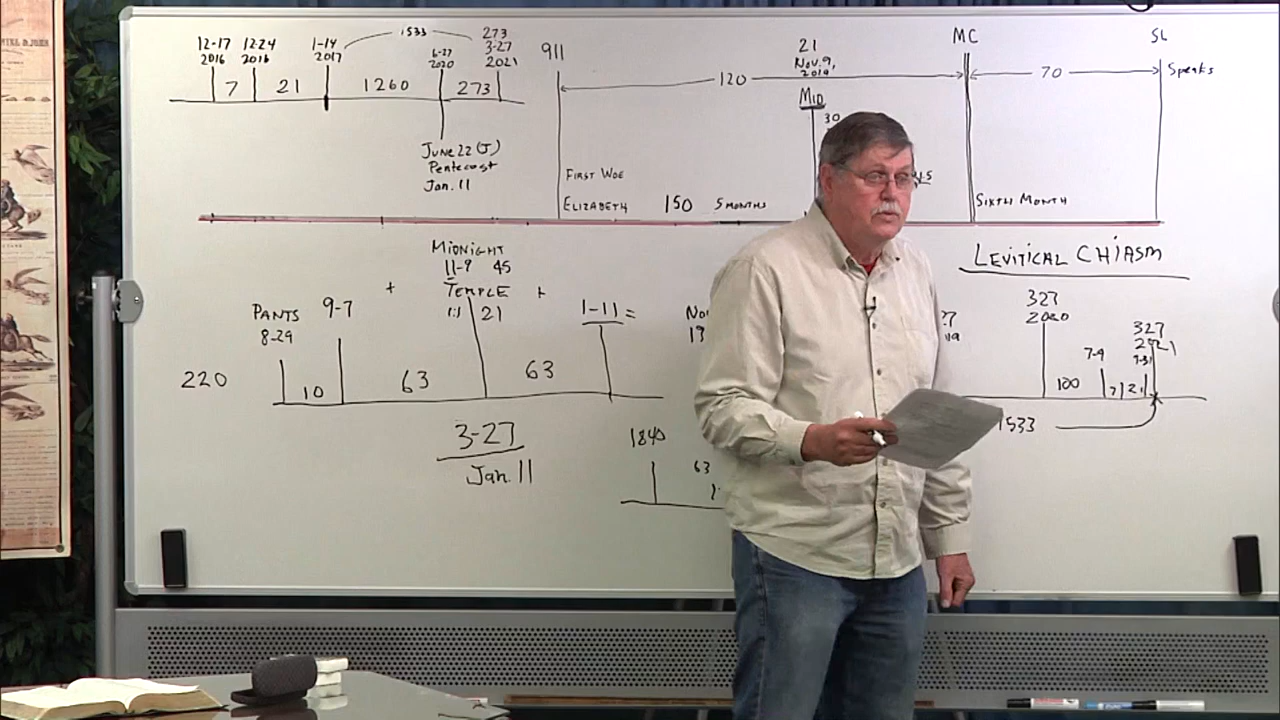 1533
12-17
2016
12-24
2016
1-14
2017
6-27
2020
273
3-27
2021
7
21
1260
273
June 22 (J)
Pentecost
Jan. 11
911
120
21
Nov. 9,
2019
MC
70
SL
Speaks
MID
30
FIRST WOE
ELIZABETH
150
5 MONTHS
SIXTH MONTH
LEVITICAL CHIASM
MIDNIGHT
11-9
45
TEMPLE
+
+
1:1
21
PANTS
8-29
9-7
1-11=
220
10
63
63
3-27
Jan. 11
1840
63
327
2020
327
7-9
100
7
21
1533